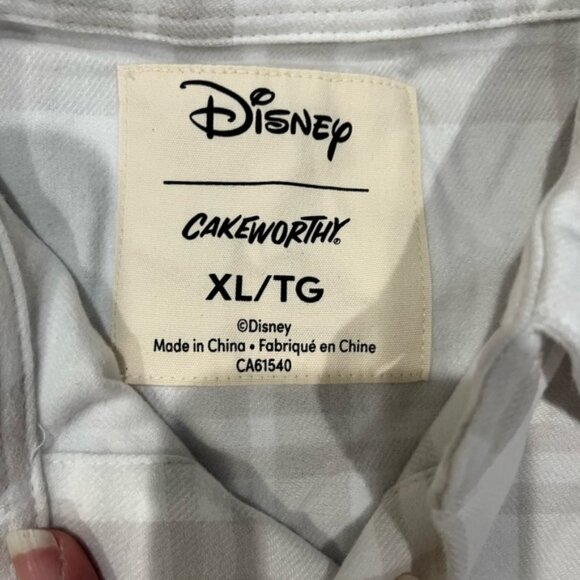 Disney
CAKEWORTHY.
XL/TG
©Disney
Made in China • Fabriqué en Chine
CA61540